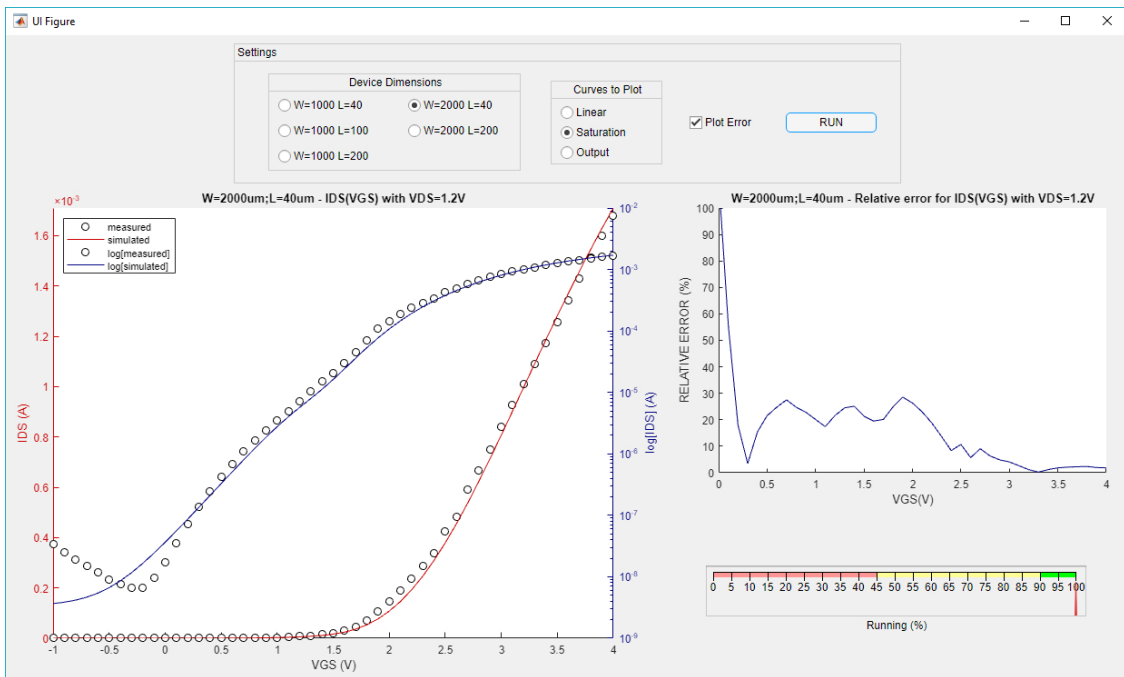 UI Figure
Settings
Device Dimensions
W=1000 L=40
W=2000 L=40
W=1000 L=100
W=2000 L=200
W=1000 L=200
Curves to Plot
Linear
Saturation
Output
Plot Error
RUN
W=2000um;L=40um - IDS(VGS) with VDS=1.2V
×10-3
measured
simulated
log[measured]
log[simulated]
1.6
1.4
1.2
1
0.8
0.6
0.4
0.2
0
IDS (A)
-1 -0.5 0 0.5 1 1.5 2 2.5 3 3.5 4
VGS (V)
10-2
10-3
10-4
10-5
10-6
10-7
10-8
10-9
log[IDS] (A)
W=2000um;L=40um - Relative error for IDS(VGS) with VDS=1.2V
100
90
80
70
60
50
40
30
20
10
0
RELATIVE ERROR (%)
0 0.5 1 1.5 2 2.5 3 3.5 4
VGS(V)
0 5 10 15 20 25 30 35 40 45 50 55 60 65 70 75 80 85 90 95 100
Running (%)